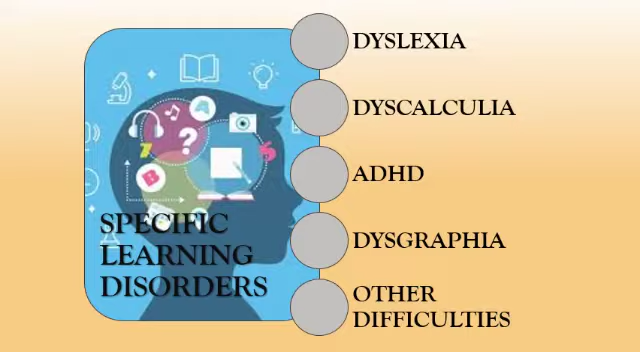 SPECIFIC
LEARNING
DISORDERS
DYSLEXIA
DYSCALCULIA
ADHD
DYSGRAPHIA
OTHER
DIFFICULTIES
A
?
B